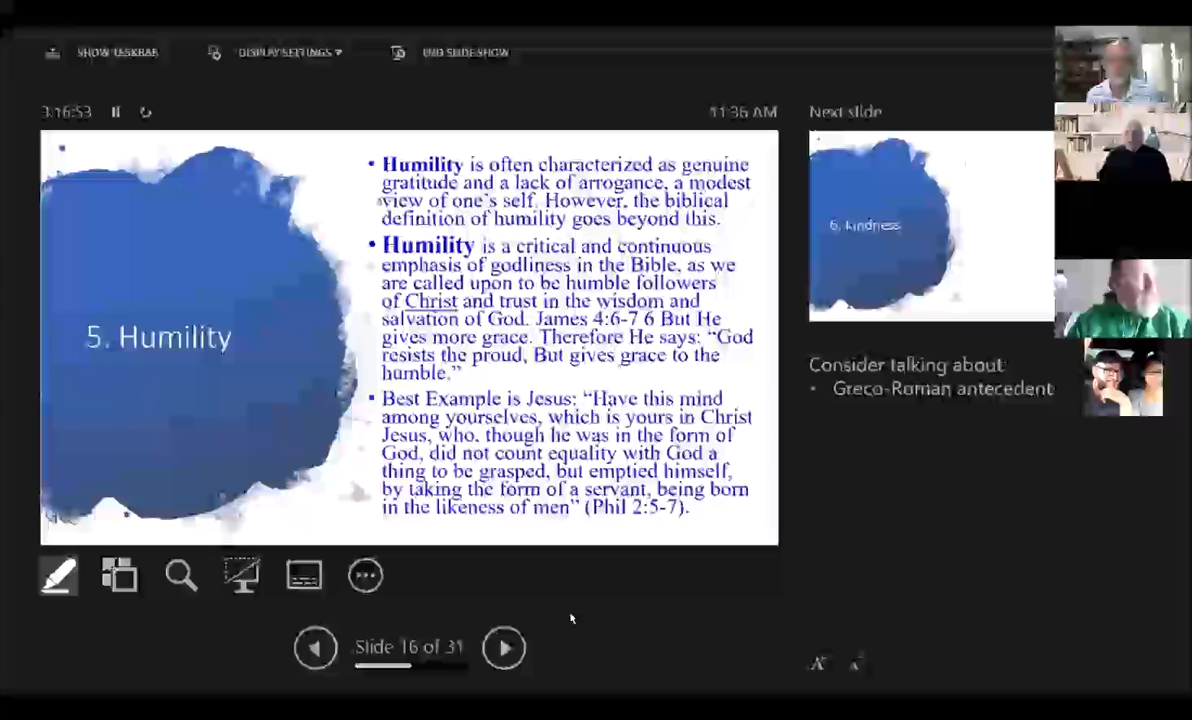 SHOW TASKBAR
DISPLAY SETTINGS ▾
END SLIDE SHOW
3:16:53
11:36 AM
Next slide
5. Humility
• Humility is often characterized as genuine
gratitude and a lack of arrogance, a modest
view of one's self. However, the biblical
definition of humility goes beyond this.
• Humility is a critical and continuous
emphasis of godliness in the Bible, as we
are called upon to be humble followers
of Christ and trust in the wisdom and
salvation of God. James 4:6-7 6 But He
gives more grace. Therefore He says: “God
resists the proud, But gives grace to the
humble.”
• Best Example is Jesus: “Have this mind
among yourselves, which is yours in Christ
Jesus, who, though he was in the form of
God, did not count equality with God a
thing to be grasped, but emptied himself,
by taking the form of a servant, being born
in the likeness of men” (Phil 2:5-7).
6. Kindness
Consider talking about
• Greco-Roman antecedent
Slide 16 of 31
A A